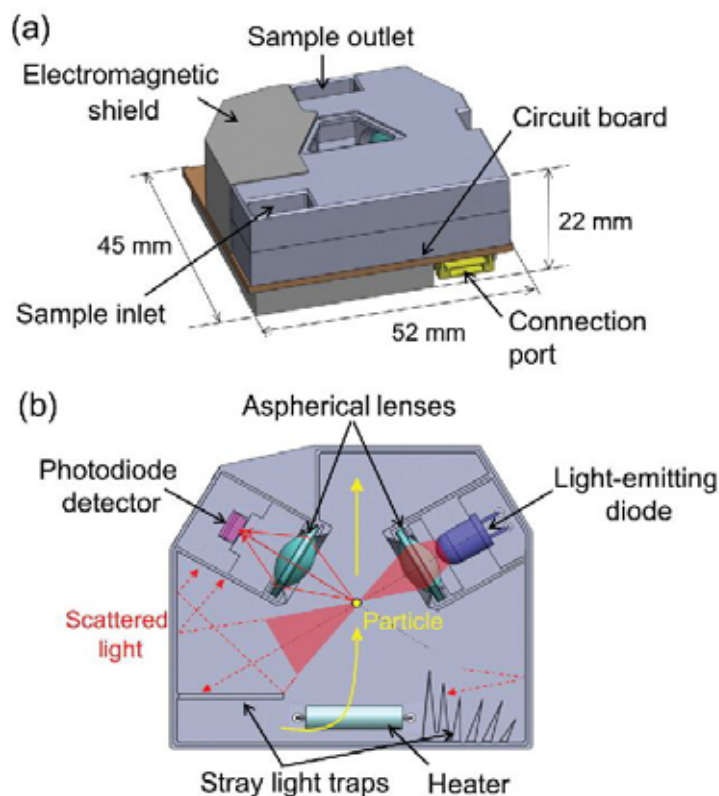 (a)
Sample outlet
Electromagnetic
shield
Circuit board
45 mm
22 mm
Sample inlet
52 mm
Connection
port
(b)
Aspherical lenses
Photodiode
detector
Light-emitting
diode
Scattered
light
Particle
Stray light traps
Heater